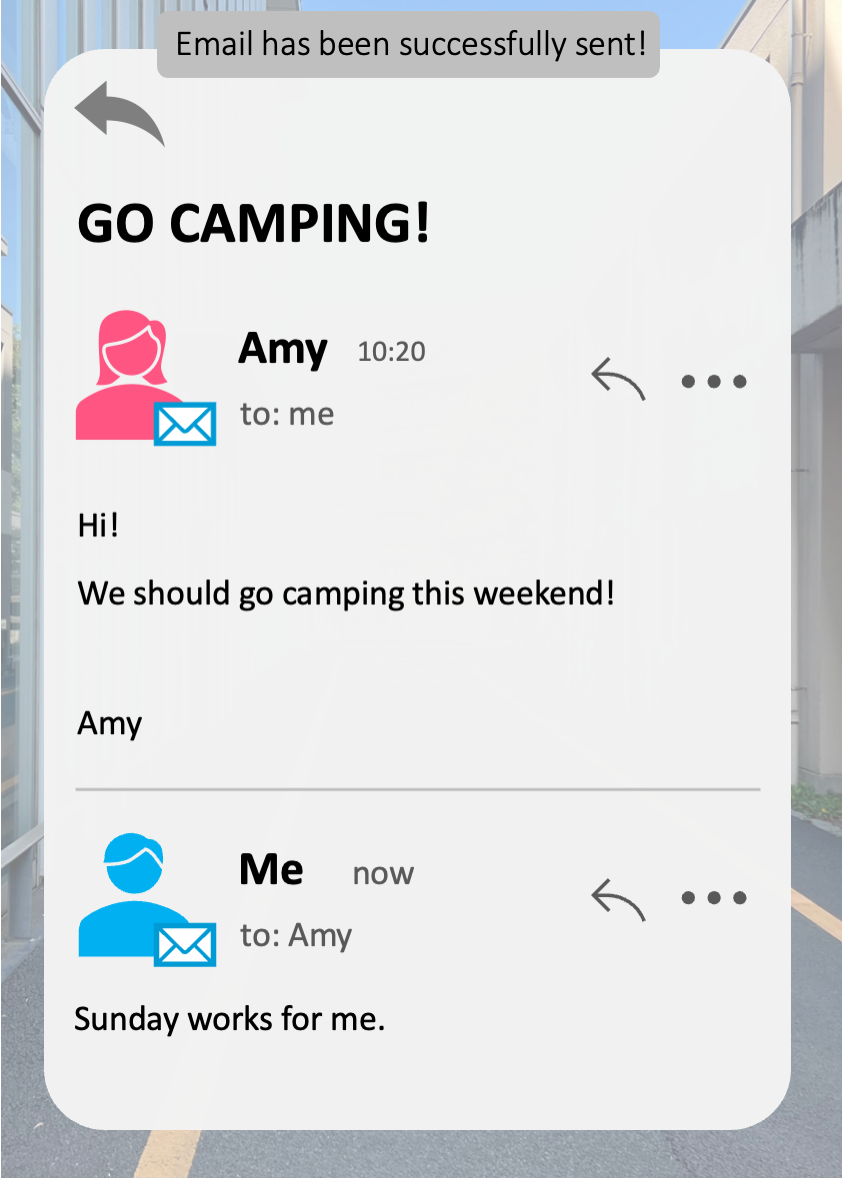 Email has been successfully sent!
GO CAMPING!
Amy 10:20
to: me
Hi!
We should go camping this weekend!
Amy
Me now
to: Amy
Sunday works for me.